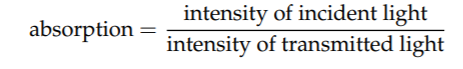 absorption = intensity of incident light / intensity of transmitted light